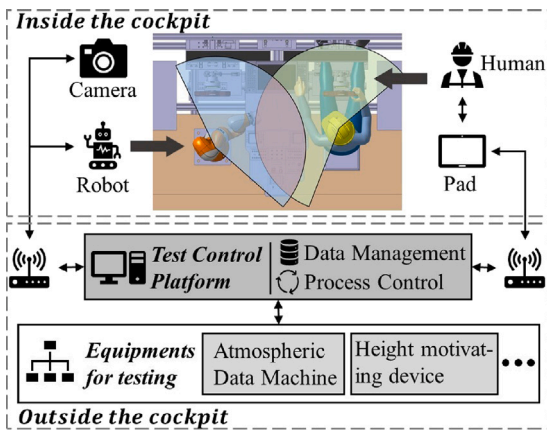 Inside the cockpit
Camera
Robot
Human
Pad
Test Control
Platform
Data Management
Process Control
Equipments
for testing
Atmospheric
Data Machine
Height motivat-
ing device
Outside the cockpit